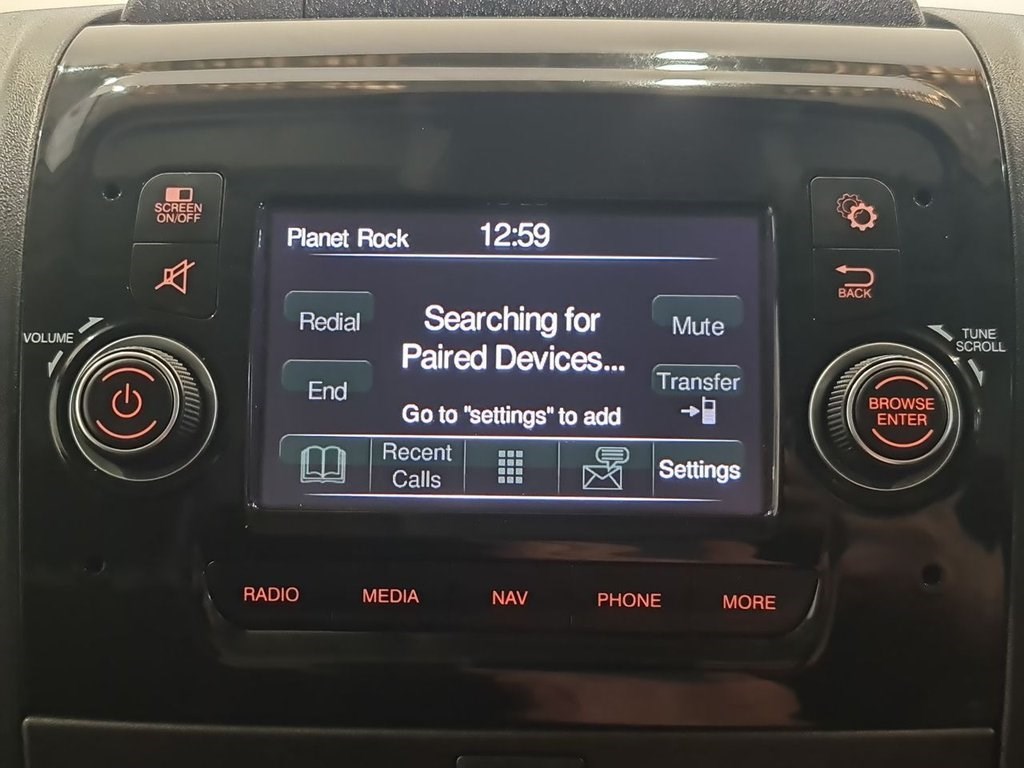 SCREEN
ON/OFF
Planet Rock 12:59
BACK
VOLUME
TUNE
SCROLL
Redial
Searching for
Paired Devices...
Mute
End
Transfer
Go to "settings" to add
BROWSE
ENTER
Recent
Calls
Settings
RADIO MEDIA NAV PHONE MORE